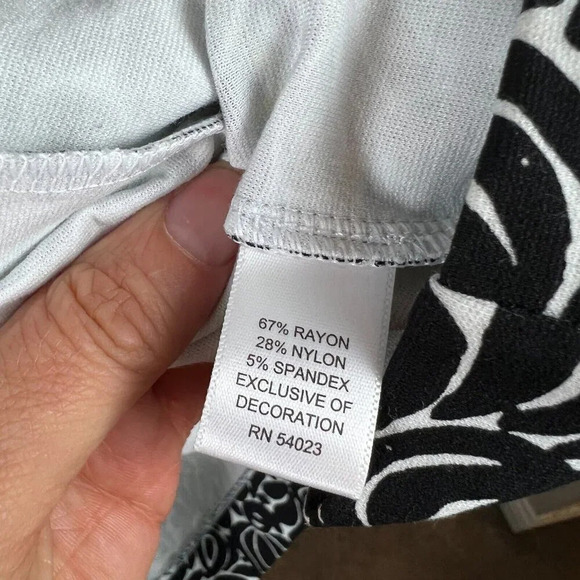 67% RAYON
28% NYLON
5% SPANDEX
EXCLUSIVE OF
DECORATION
RN 54023